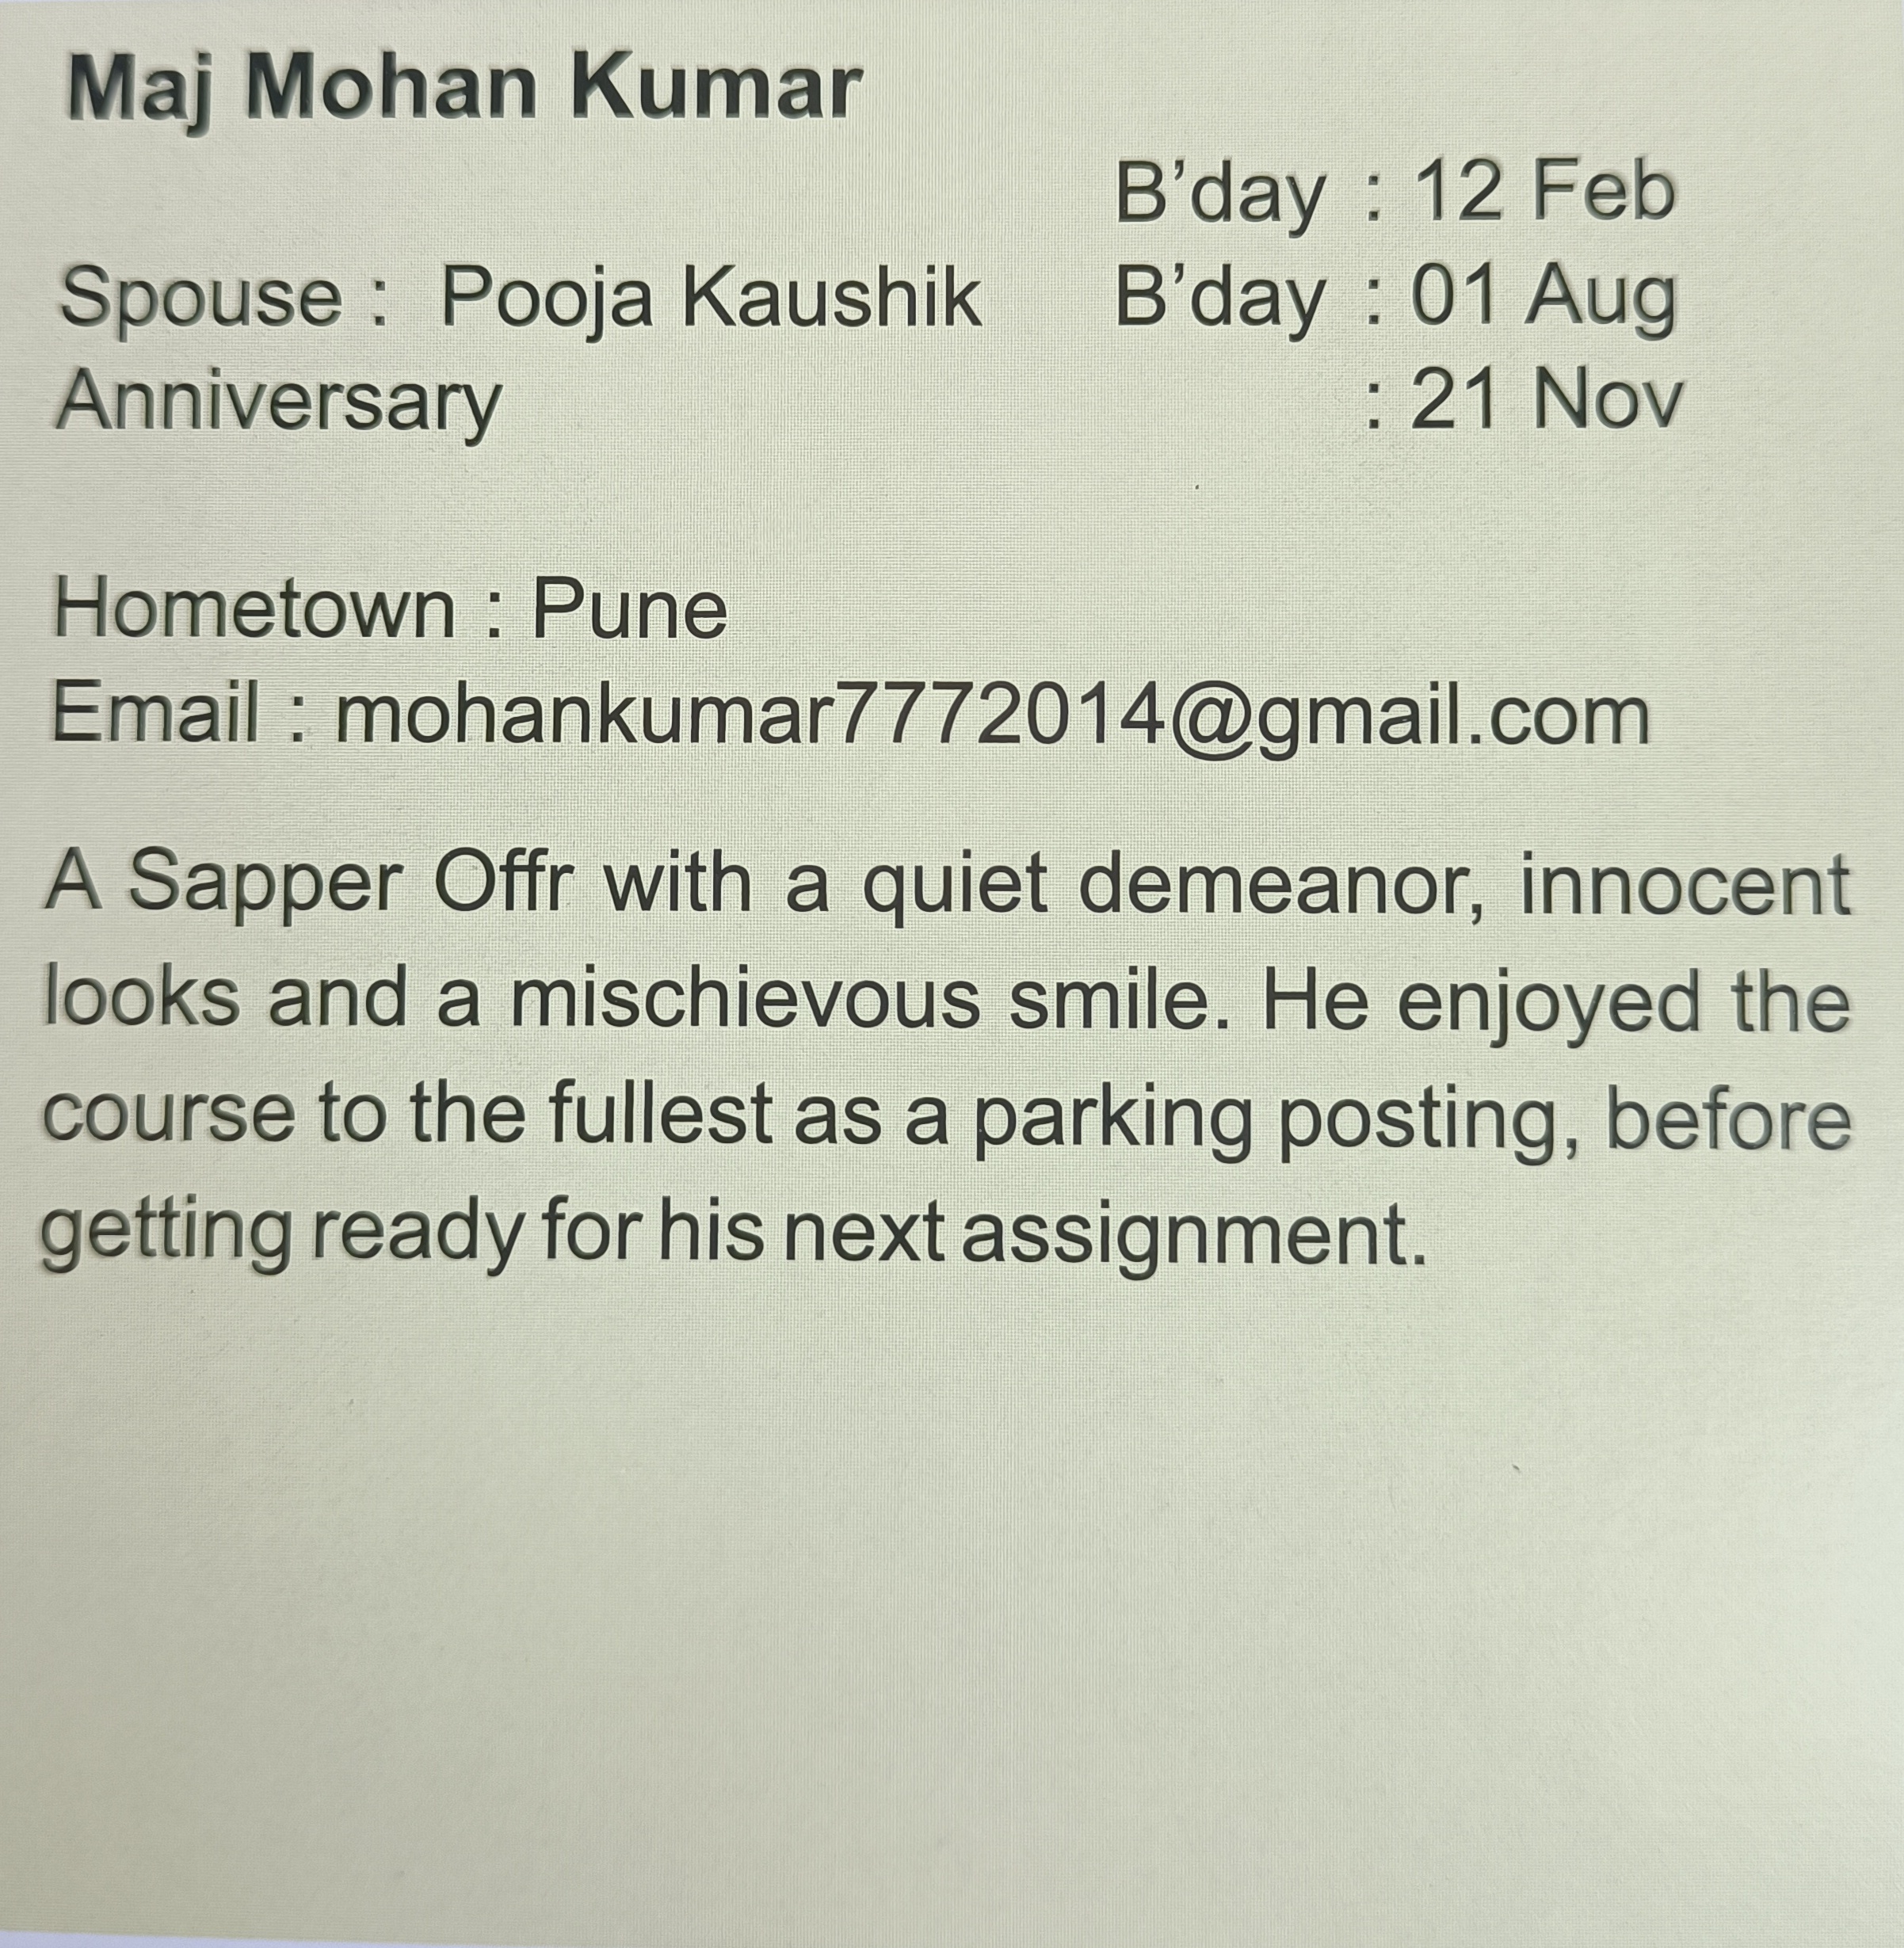 Maj Mohan Kumar
B’day : 12 Feb
Spouse : Pooja Kaushik B’day : 01 Aug
Anniversary : 21 Nov
Hometown : Pune
Email : mohankumar7772014@gmail.com
A Sapper Offr with a quiet demeanor, innocent
looks and a mischievous smile. He enjoyed the
course to the fullest as a parking posting, before
getting ready for his next assignment.